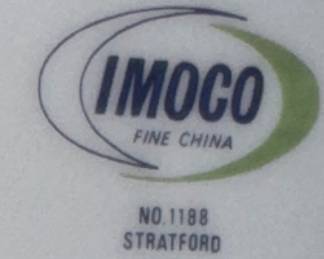 IMOCO
FINE CHINA
NO.1188
STRATFORD